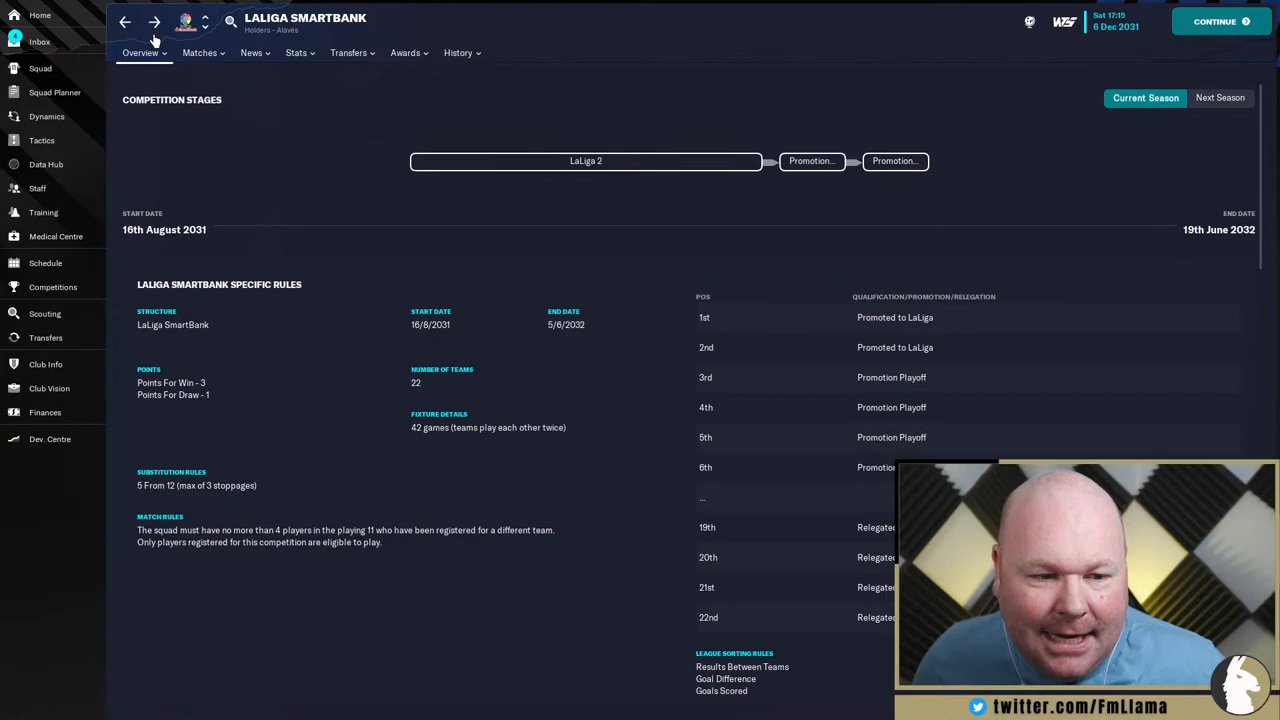 Home
4
Inbox
Squad
Squad Planner
Dynamics
Tactics
Data Hub
Staff
Training
Medical Centre
Schedule
Competitions
Scouting
Transfers
Club Info
Club Vision
Finances
Dev. Centre
LALIGA SMARTBANK
Holders - Alavés
Sat 17:15
6 Dec 2031
CONTINUE
Overview
Matches
News
Stats
Transfers
Awards
History
COMPETITION STAGES
Current Season
Next Season
LaLiga 2
Promotion...
Promotion...
START DATE
16th August 2031
END DATE
19th June 2032
LALIGA SMARTBANK SPECIFIC RULES
STRUCTURE
LaLiga SmartBank
START DATE
16/8/2031
END DATE
5/6/2032
POINTS
Points For Win - 3
Points For Draw - 1
NUMBER OF TEAMS
22
FIXTURE DETAILS
42 games (teams play each other twice)
SUBSTITUTION RULES
5 From 12 (max of 3 stoppages)
MATCH RULES
The squad must have no more than 4 players in the playing 11 who have been registered for a different team.
Only players registered for this competition are eligible to play.
POS QUALIFICATION/PROMOTION/RELEGATION
1st Promoted to LaLiga
2nd Promoted to LaLiga
3rd Promotion Playoff
4th Promotion Playoff
5th Promotion Playoff
6th
...
19th
20th
21st
22nd
LEAGUE SORTING RULES
Results Between Teams
Goal Difference
Goals Scored
twitter.com/FmLlama